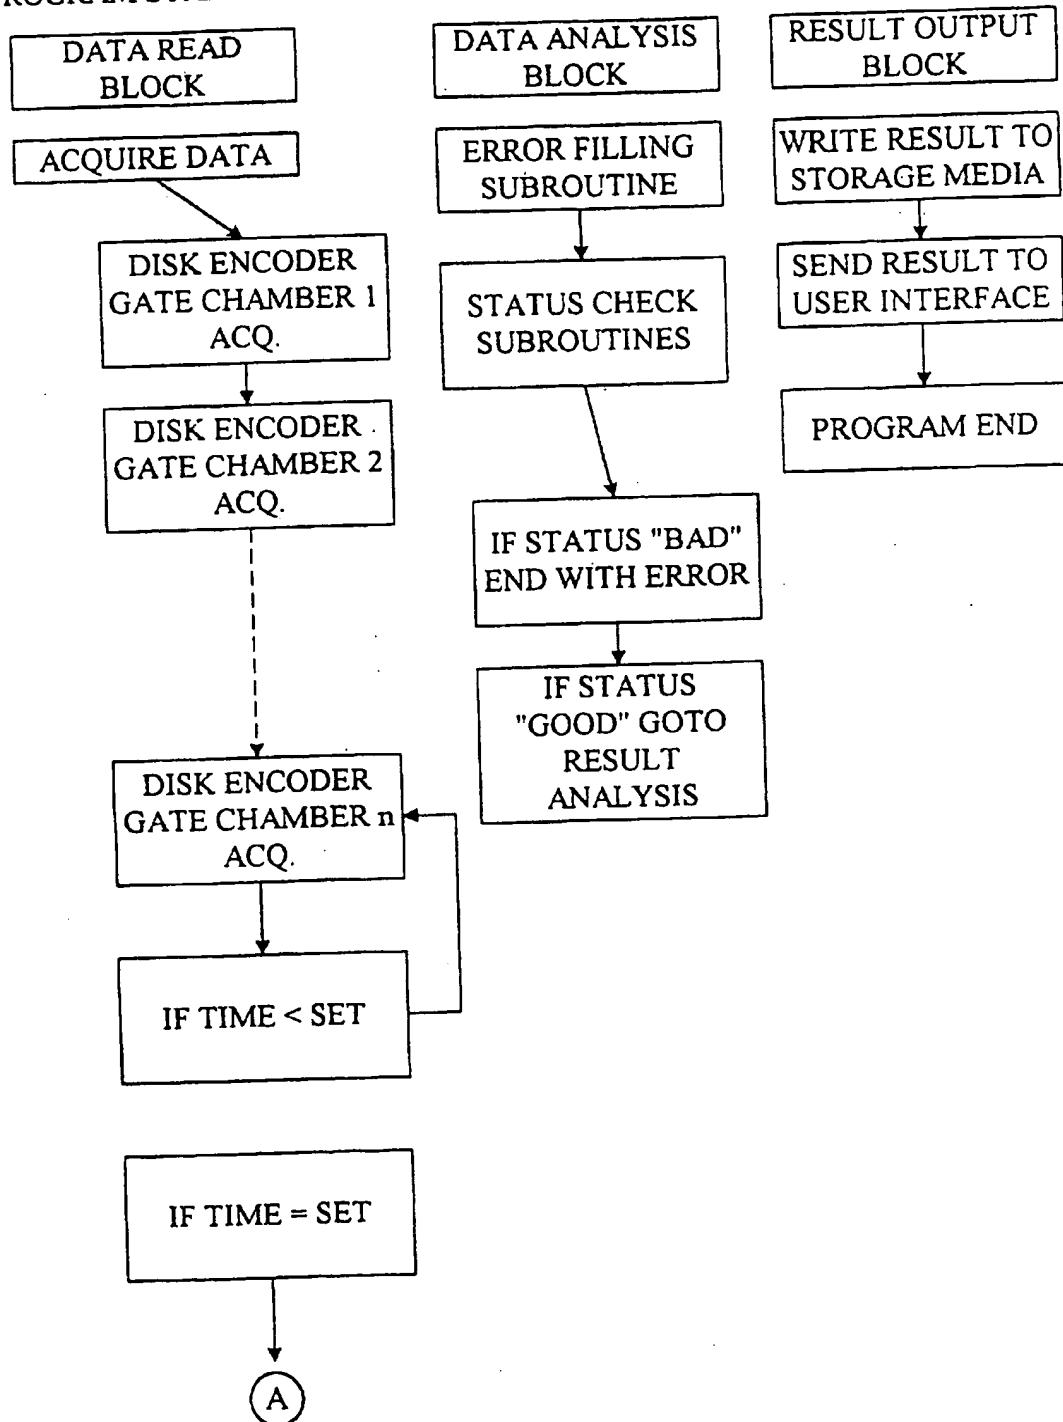 DATA READ
BLOCK
ACQUIRE DATA
DISK ENCODER
GATE CHAMBER 1
ACQ.
DISK ENCODER
GATE CHAMBER 2
ACQ.
DISK ENCODER
GATE CHAMBER n
ACQ.
IF TIME < SET
IF TIME = SET
A
DATA ANALYSIS
BLOCK
ERROR FILLING
SUBROUTINE
STATUS CHECK
SUBROUTINES
IF STATUS "BAD"
END WITH ERROR
IF STATUS
"GOOD" GOTO
RESULT
ANALYSIS
RESULT OUTPUT
BLOCK
WRITE RESULT TO
STORAGE MEDIA
SEND RESULT TO
USER INTERFACE
PROGRAM END